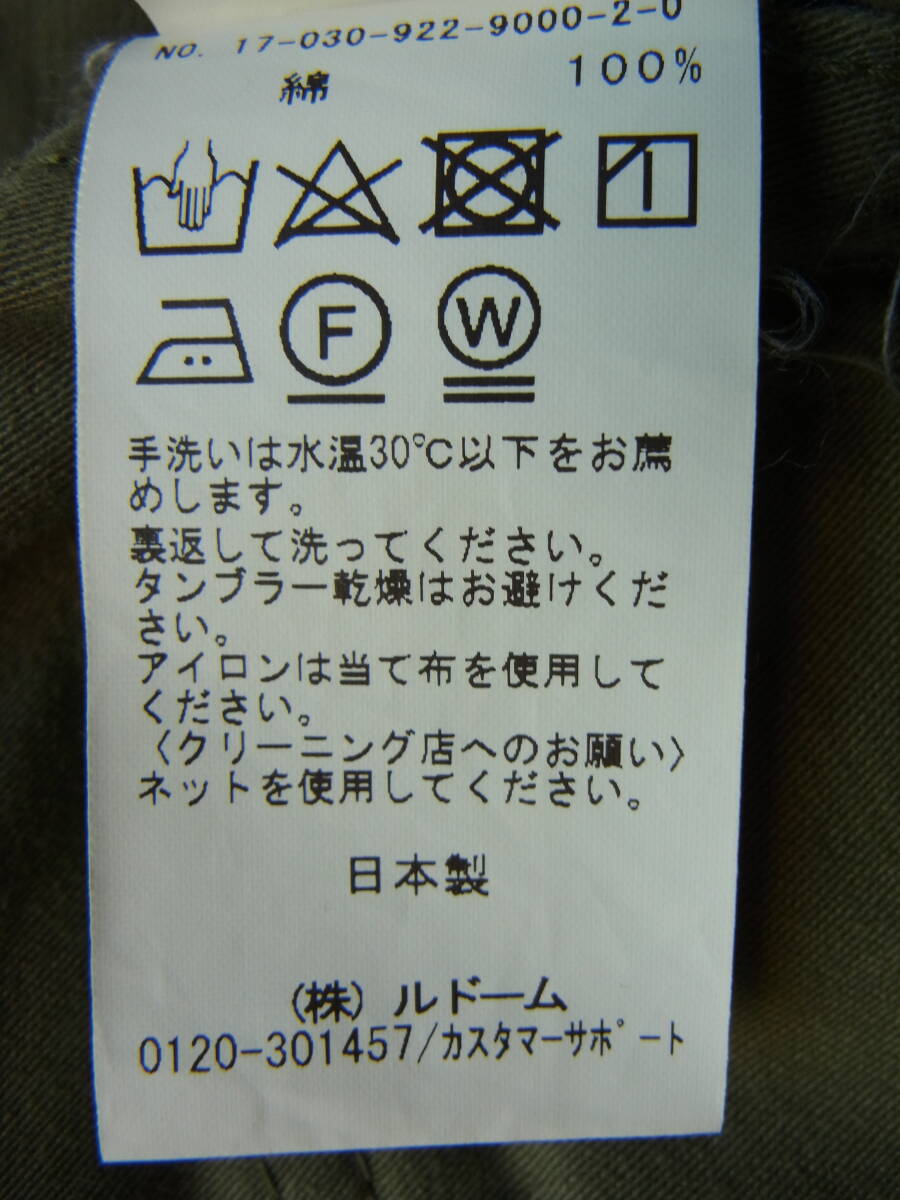 NO. 17-030-922-9000-2-0
綿 100%
F W
手洗いは水温30℃以下をお薦
めします。
裏返して洗ってください。
タンブラー乾燥はお避けくだ
さい。
アイロンは当て布を使用して
ください。
〈クリーニング店へのお願い〉
ネットを使用してください。
日本製
(株) ルドーム
0120-301457/カスタマーサポート